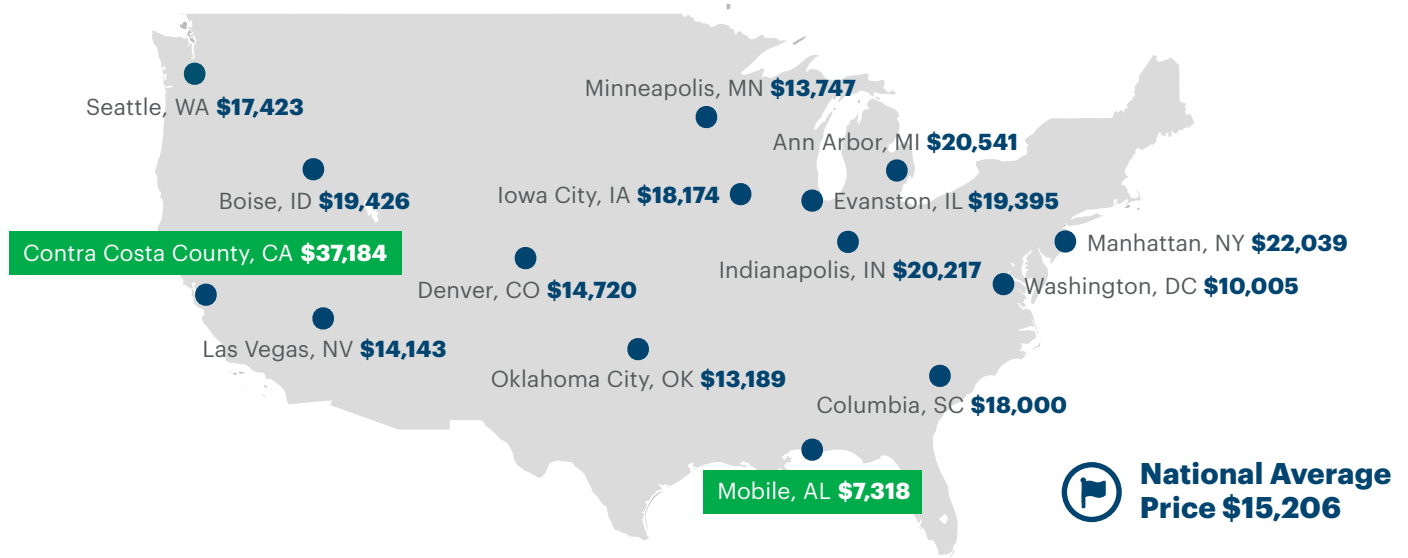 Minneapolis, MN $13,747
Seattle, WA $17,423
Ann Arbor, MI $20,541
Iowa City, IA $18,174
Boise, ID $19,426
Evanston, IL $19,395
Contra Costa County, CA $37,184
Manhattan, NY $22,039
Indianapolis, IN $20,217
Washington, DC $10,005
Denver, CO $14,720
Las Vegas, NV $14,143
Oklahoma City, OK $13,189
Columbia, SC $18,000
Mobile, AL $7,318
National Average
Price $15,206